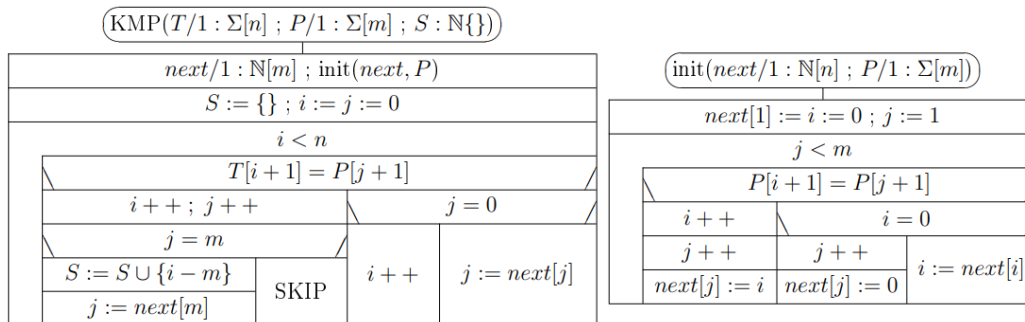 KMP(T/1 : Σ[n] ; P/1 : Σ[m] ; S : ℕ{})
next/1 : ℕ[m] ; init(next, P)
S := {} ; i := j := 0
i < n
T[i + 1] = P[j + 1]
i + + ; j + +
j = 0
j = m
S := S ∪ {i − m}
SKIP
i + +
j := next[j]
j := next[m]
init(next/1 : ℕ[n] ; P/1 : Σ[m])
next[1] := i := 0 ; j := 1
j < m
P[i + 1] = P[j + 1]
i + +
i = 0
j + +
j + +
i := next[i]
next[j] := i
next[j] := 0